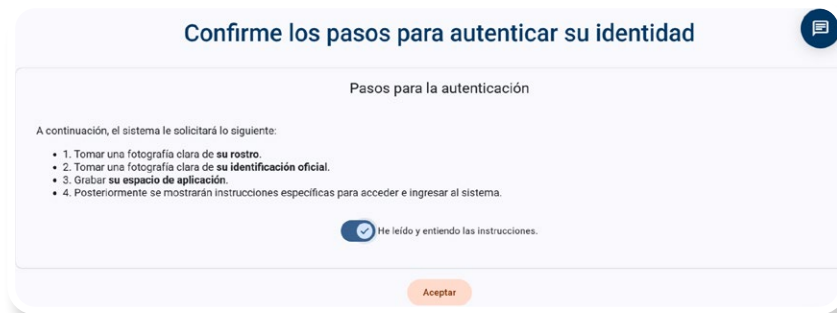 Confirme los pasos para autenticar su identidad
Pasos para la autenticación
A continuación, el sistema le solicitará lo siguiente:
• 1. Tomar una fotografía clara de su rostro.
• 2. Tomar una fotografía clara de su identificación oficial.
• 3. Grabar su espacio de aplicación.
• 4. Posteriormente se mostrarán instrucciones específicas para acceder e ingresar al sistema.
He leído y entiendo las instrucciones.
Aceptar